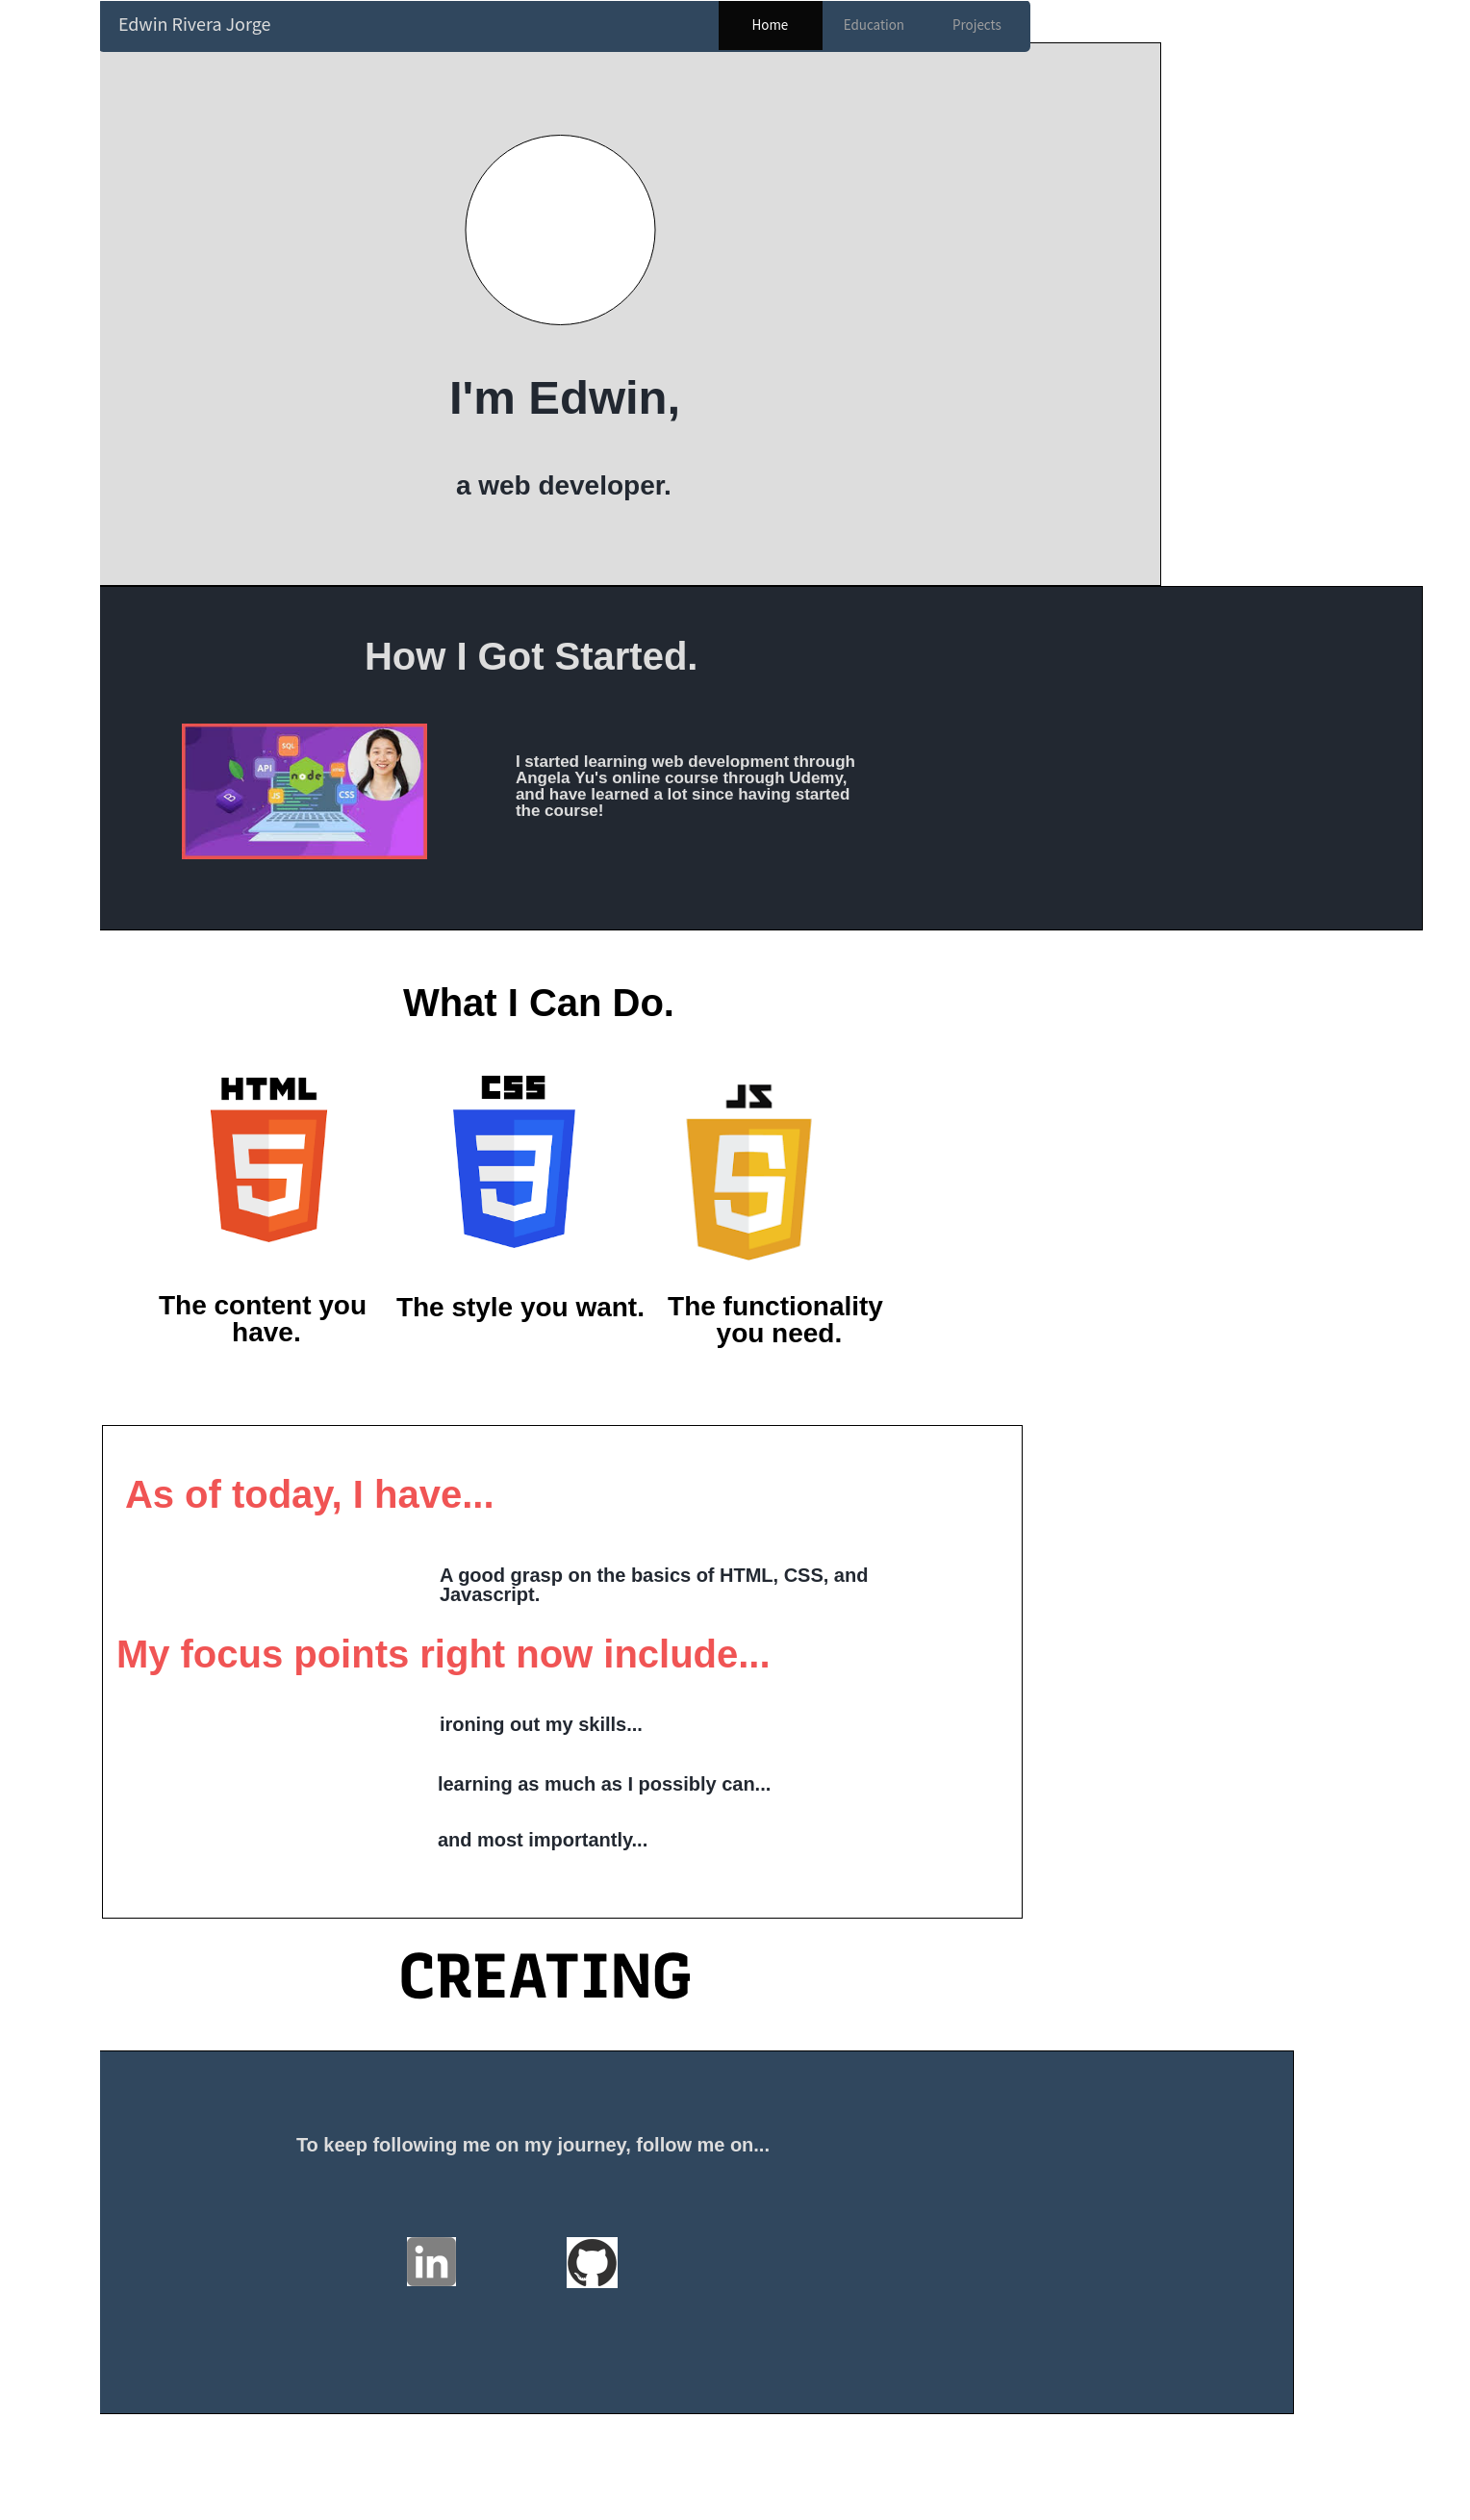 Edwin Rivera Jorge
Home
Education
Projects
I'm Edwin,
a web developer.
How I Got Started.
SQL
API
node
HTML
JS
CSS
I started learning web development through
Angela Yu's online course through Udemy,
and have learned a lot since having started
the course!
What I Can Do.
HTML
CSS
JS
The content you
have.
The style you want.
The functionality
you need.
As of today, I have...
A good grasp on the basics of HTML, CSS, and
Javascript.
My focus points right now include...
ironing out my skills...
learning as much as I possibly can...
and most importantly...
CREATING
To keep following me on my journey, follow me on...
in